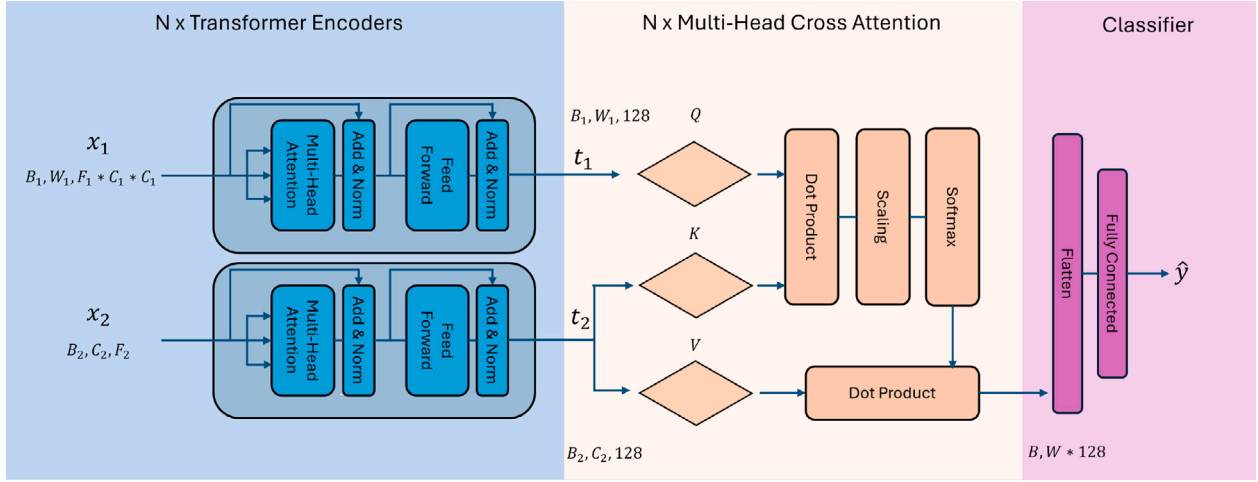 N x Transformer Encoders
N x Multi-Head Cross Attention
Classifier
x₁
B₁, W₁, F₁ * C₁ * C₁
Multi-Head
Attention
Add & Norm
Feed
Forward
Add & Norm
B₁, W₁, 128
t₁
Q
x₂
B₂, C₂, F₂
Multi-Head
Attention
Add & Norm
Feed
Forward
Add & Norm
t₂
B₂, C₂, 128
K
V
Dot Product
Scaling
Softmax
Dot Product
Flatten
Fully Connected
ŷ
B, W * 128